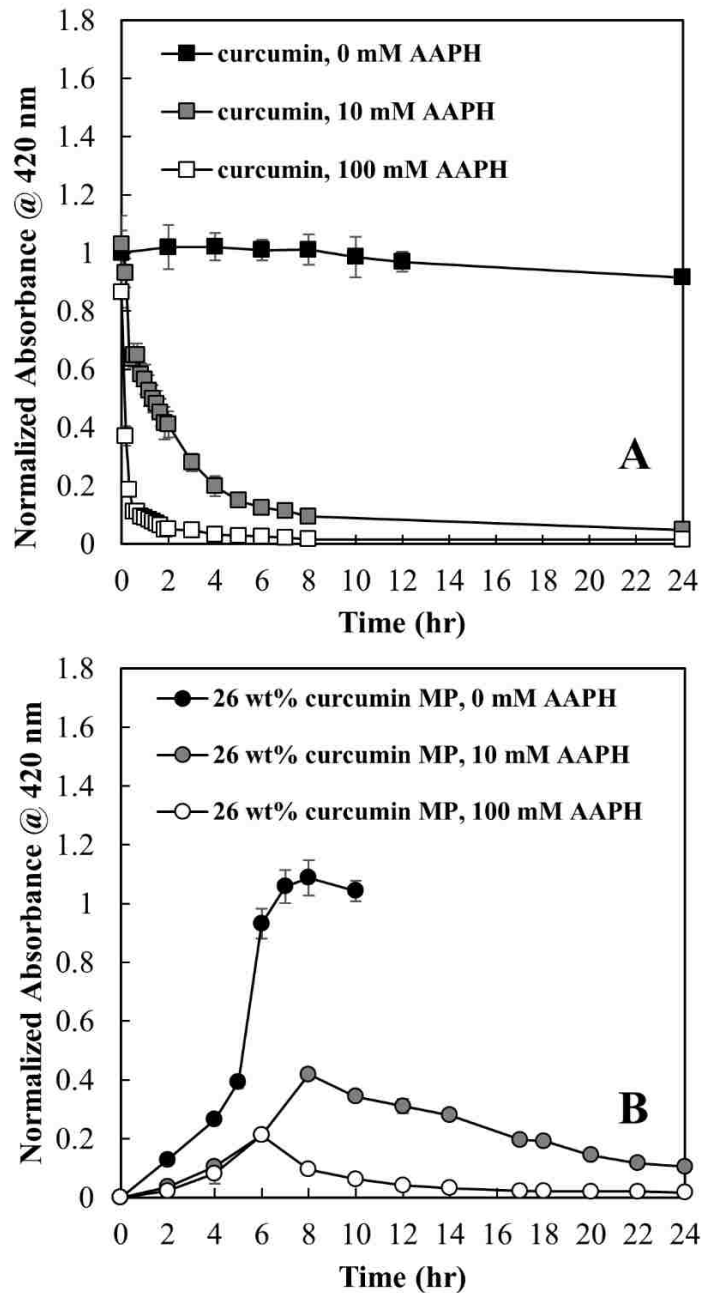 1.8
1.6
1.4
1.2
1
0.8
0.6
0.4
0.2
0
Normalized Absorbance @ 420 nm
curcumin, 0 mM AAPH
curcumin, 10 mM AAPH
curcumin, 100 mM AAPH
A
0 2 4 6 8 10 12 14 16 18 20 22 24
Time (hr)
1.8
1.6
1.4
1.2
1
0.8
0.6
0.4
0.2
0
Normalized Absorbance @ 420 nm
26 wt% curcumin MP, 0 mM AAPH
26 wt% curcumin MP, 10 mM AAPH
26 wt% curcumin MP, 100 mM AAPH
B
0 2 4 6 8 10 12 14 16 18 20 22 24
Time (hr)